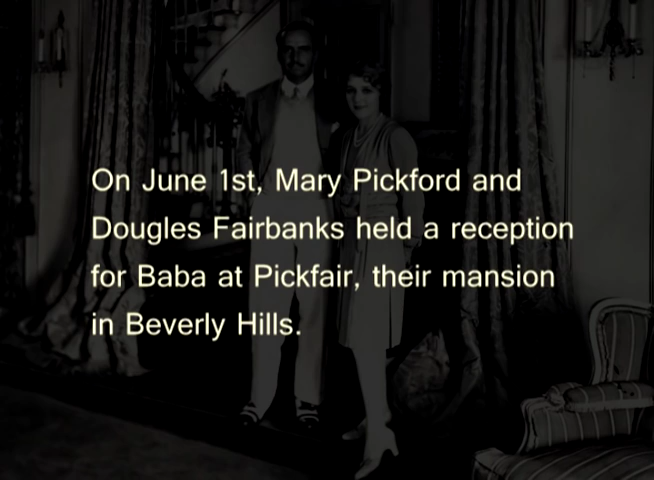 On June 1st, Mary Pickford and
Dougles Fairbanks held a reception
for Baba at Pickfair, their mansion
in Beverly Hills.